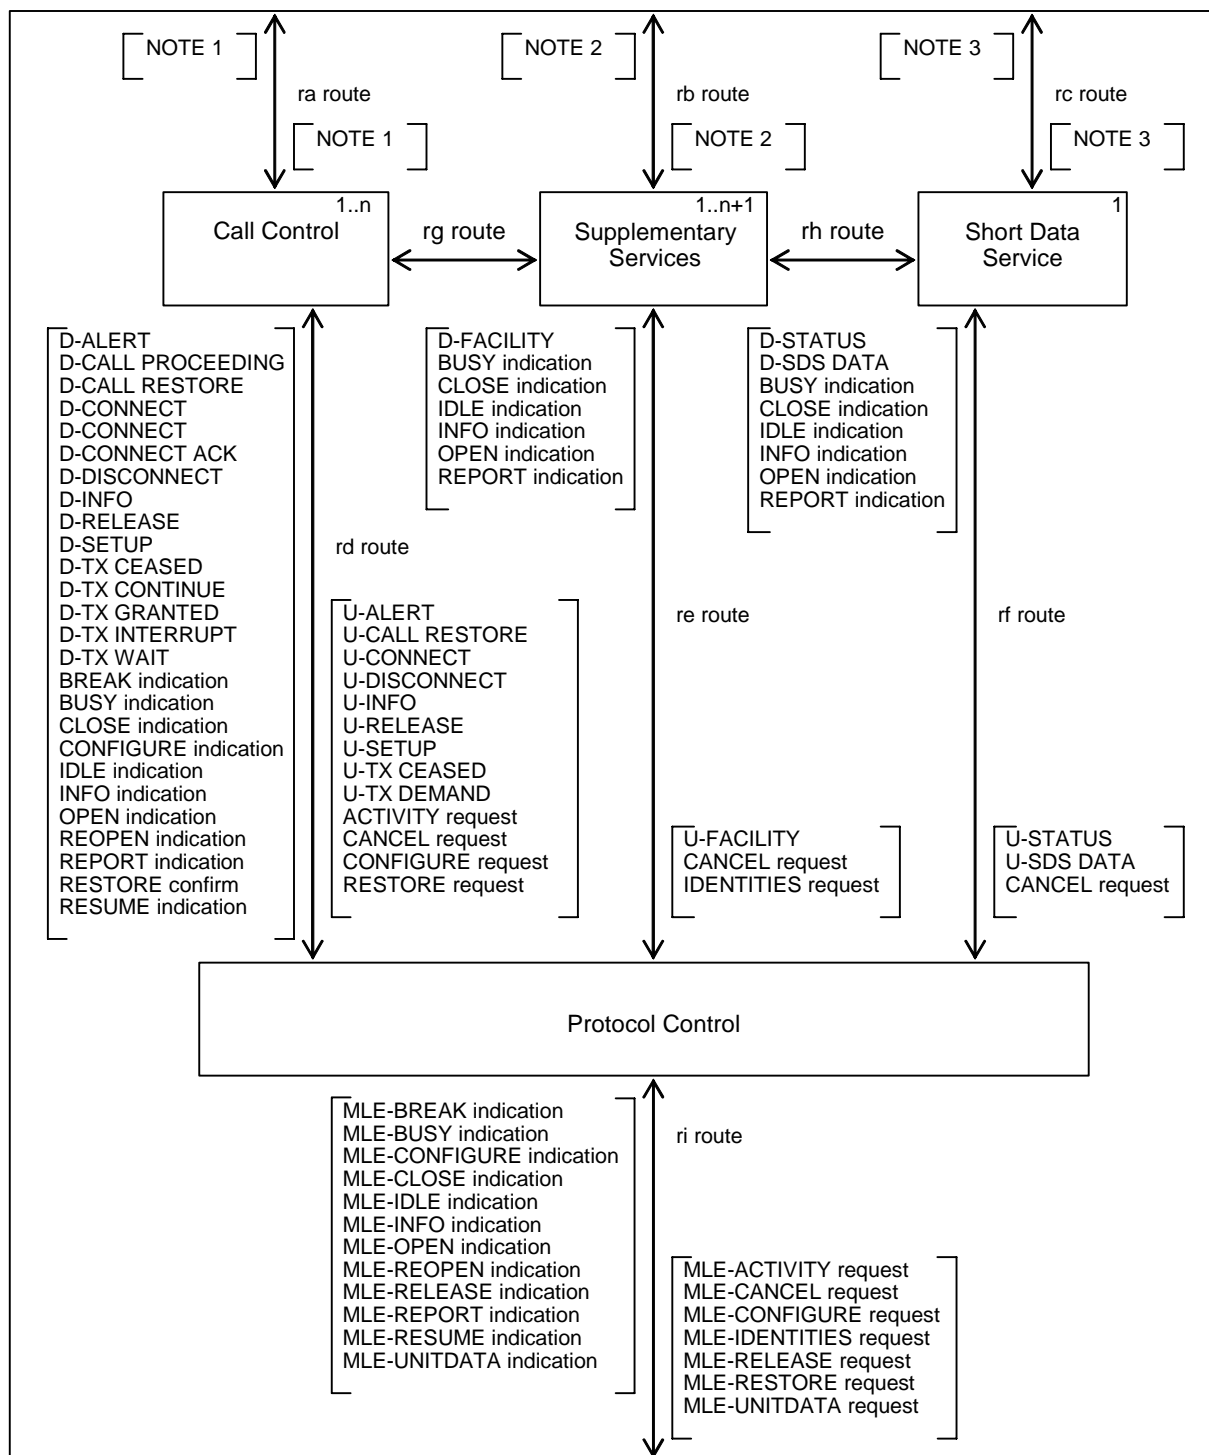 NOTE 1
NOTE 2
NOTE 3
ra route
rb route
rc route
NOTE 1
NOTE 2
NOTE 3
1..n
Call Control
rg route
1..n+1
Supplementary
Services
rh route
1
Short Data
Service
D-ALERT
D-CALL PROCEEDING
D-CALL RESTORE
D-CONNECT
D-CONNECT
D-CONNECT ACK
D-DISCONNECT
D-INFO
D-RELEASE
D-SETUP
D-TX CEASED
D-TX CONTINUE
D-TX GRANTED
D-TX INTERRUPT
D-TX WAIT
BREAK indication
BUSY indication
CLOSE indication
CONFIGURE indication
IDLE indication
INFO indication
OPEN indication
REOPEN indication
REPORT indication
RESTORE confirm
RESUME indication
rd route
U-ALERT
U-CALL RESTORE
U-CONNECT
U-DISCONNECT
U-INFO
U-RELEASE
U-SETUP
U-TX CEASED
U-TX DEMAND
ACTIVITY request
CANCEL request
CONFIGURE request
RESTORE request
D-FACILITY
BUSY indication
CLOSE indication
IDLE indication
INFO indication
OPEN indication
REPORT indication
re route
U-FACILITY
CANCEL request
IDENTITIES request
D-STATUS
D-SDS DATA
BUSY indication
CLOSE indication
IDLE indication
INFO indication
OPEN indication
REPORT indication
rf route
U-STATUS
U-SDS DATA
CANCEL request
Protocol Control
MLE-BREAK indication
MLE-BUSY indication
MLE-CONFIGURE indication
MLE-CLOSE indication
MLE-IDLE indication
MLE-INFO indication
MLE-OPEN indication
MLE-REOPEN indication
MLE-RELEASE indication
MLE-REPORT indication
MLE-RESUME indication
MLE-UNITDATA indication
ri route
MLE-ACTIVITY request
MLE-CANCEL request
MLE-CONFIGURE request
MLE-IDENTITIES request
MLE-RELEASE request
MLE-RESTORE request
MLE-UNITDATA request